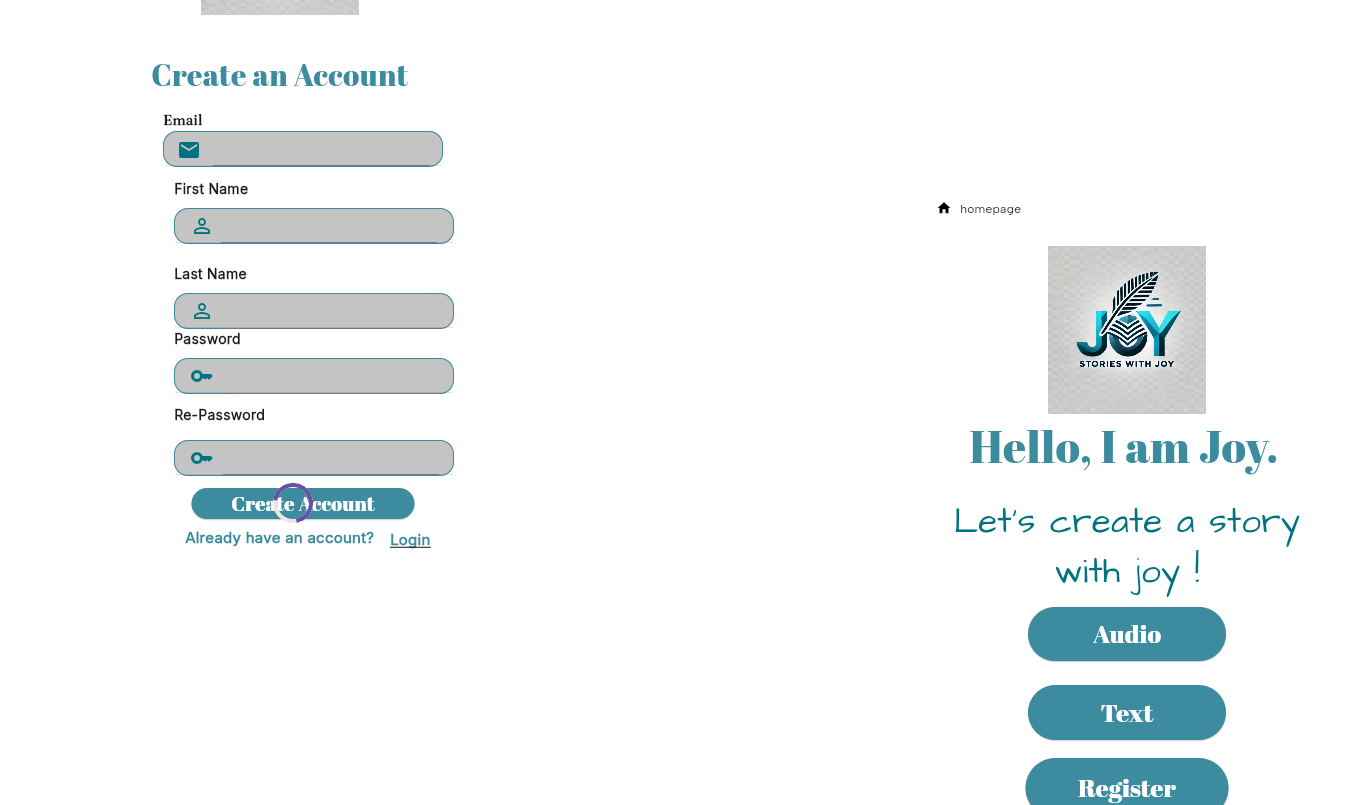 Create an Account
Email
First Name
Last Name
Password
Re-Password
Create Account
Already have an account? Login
homepage
JOY
STORIES WITH JOY
Hello, I am Joy.
Let's create a story
with joy !
Audio
Text
Register